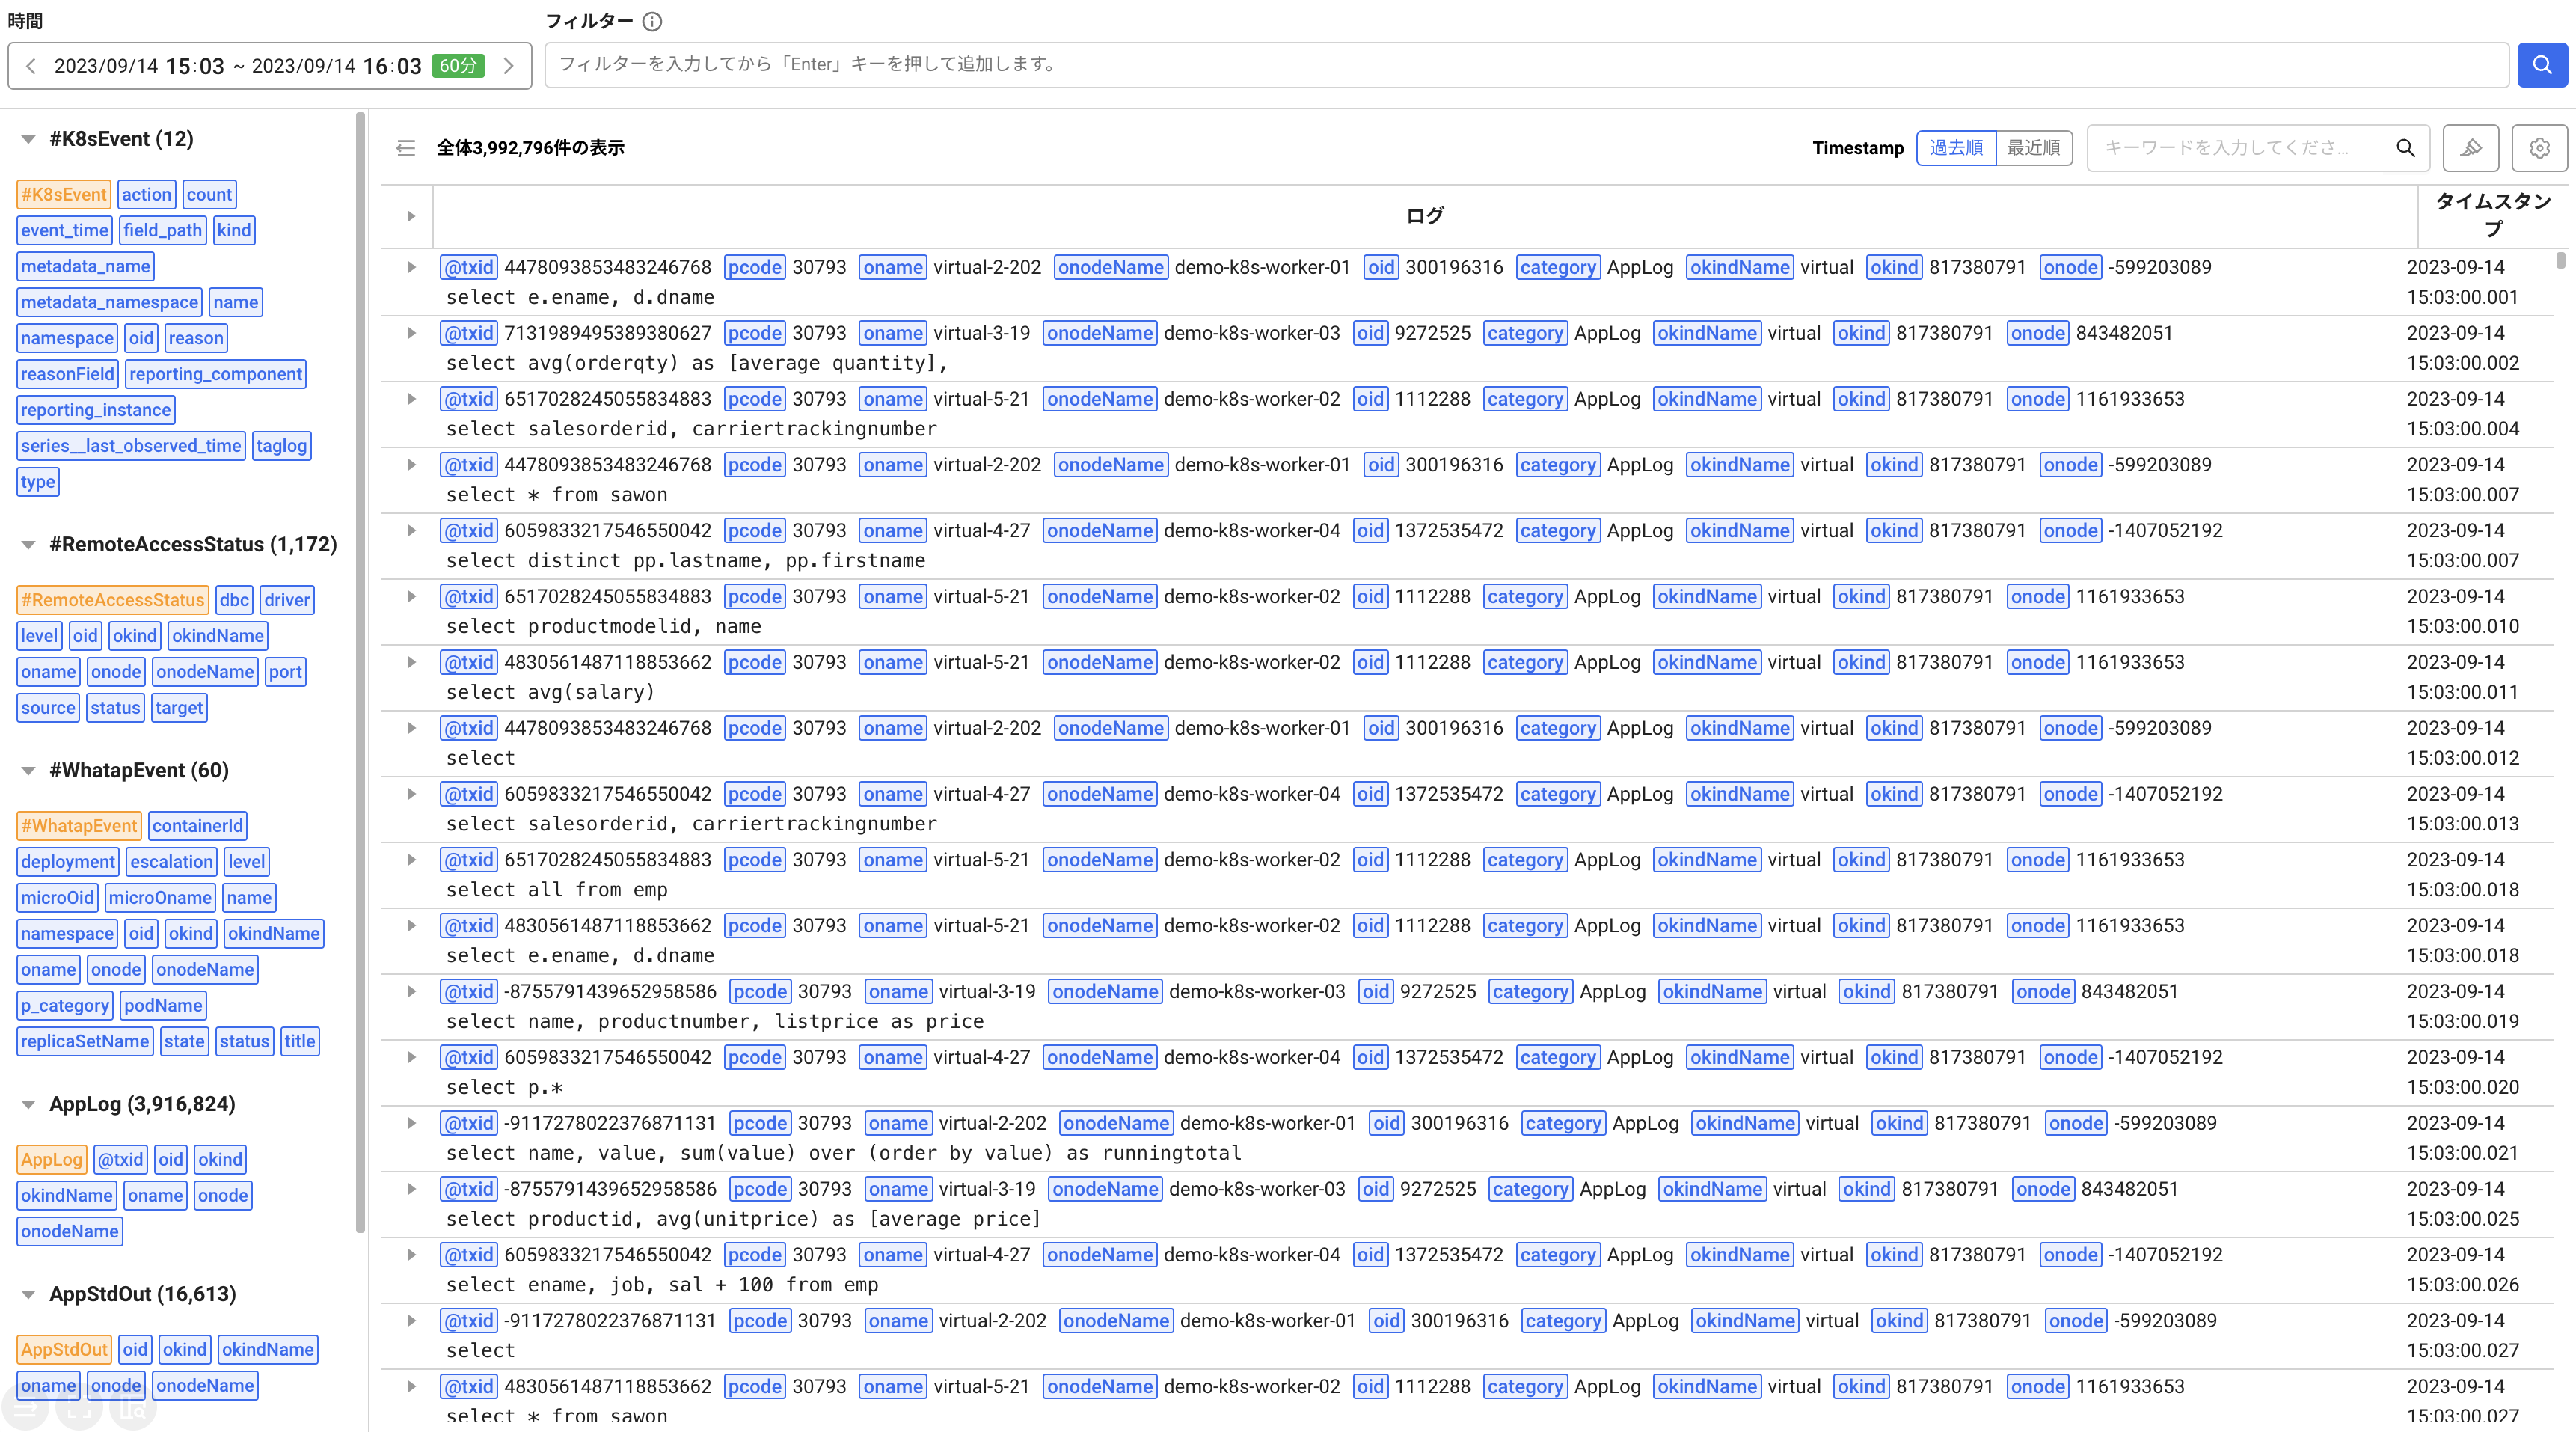 時間
フィルター
2023/09/14 15:03 ~ 2023/09/14 16:03 60分
フィルターを入力してから「Enter」キーを押して追加します。
#K8sEvent (12)
#K8sEvent action count
event_time field_path kind
metadata_name
metadata_namespace name
namespace oid reason
reasonField reporting_component
reporting_instance
series__last_observed_time taglog
type
#RemoteAccessStatus (1,172)
#RemoteAccessStatus dbc driver
level oid okind okindName
oname onode onodeName port
source status target
#WhatapEvent (60)
#WhatapEvent containerId
deployment escalation level
microOid microOname name
namespace oid okind okindName
oname onode onodeName
p_category podName
replicaSetName state status title
AppLog (3,916,824)
AppLog @txid oid okind
okindName oname onode
onodeName
AppStdOut (16,613)
AppStdOut oid okind okindName
oname onode onodeName
全体3,992,796件の表示
Timestamp 過去順 最近順 キーワードを入力してくださ...
ログ
タイムスタン
プ
@txid 4478093853483246768 pcode 30793 oname virtual-2-202 onodeName demo-k8s-worker-01 oid 300196316 category AppLog okindName virtual okind 817380791 onode -599203089 2023-09-14
select e.ename, d.dname 15:03:00.001
@txid 7131989495389380627 pcode 30793 oname virtual-3-19 onodeName demo-k8s-worker-03 oid 9272525 category AppLog okindName virtual okind 817380791 onode 843482051 2023-09-14
select avg(orderqty) as [average quantity], 15:03:00.002
@txid 6517028245055834883 pcode 30793 oname virtual-5-21 onodeName demo-k8s-worker-02 oid 1112288 category AppLog okindName virtual okind 817380791 onode 1161933653 2023-09-14
select salesorderid, carriertrackingnumber 15:03:00.004
@txid 4478093853483246768 pcode 30793 oname virtual-2-202 onodeName demo-k8s-worker-01 oid 300196316 category AppLog okindName virtual okind 817380791 onode -599203089 2023-09-14
select * from sawon 15:03:00.007
@txid 6059833217546550042 pcode 30793 oname virtual-4-27 onodeName demo-k8s-worker-04 oid 1372535472 category AppLog okindName virtual okind 817380791 onode -1407052192 2023-09-14
select distinct pp.lastname, pp.firstname 15:03:00.007
@txid 6517028245055834883 pcode 30793 oname virtual-5-21 onodeName demo-k8s-worker-02 oid 1112288 category AppLog okindName virtual okind 817380791 onode 1161933653 2023-09-14
select productmodelid, name 15:03:00.010
@txid 4830561487118853662 pcode 30793 oname virtual-5-21 onodeName demo-k8s-worker-02 oid 1112288 category AppLog okindName virtual okind 817380791 onode 1161933653 2023-09-14
select avg(salary) 15:03:00.011
@txid 4478093853483246768 pcode 30793 oname virtual-2-202 onodeName demo-k8s-worker-01 oid 300196316 category AppLog okindName virtual okind 817380791 onode -599203089 2023-09-14
select 15:03:00.012
@txid 6059833217546550042 pcode 30793 oname virtual-4-27 onodeName demo-k8s-worker-04 oid 1372535472 category AppLog okindName virtual okind 817380791 onode -1407052192 2023-09-14
select salesorderid, carriertrackingnumber 15:03:00.013
@txid 6517028245055834883 pcode 30793 oname virtual-5-21 onodeName demo-k8s-worker-02 oid 1112288 category AppLog okindName virtual okind 817380791 onode 1161933653 2023-09-14
select all from emp 15:03:00.018
@txid 4830561487118853662 pcode 30793 oname virtual-5-21 onodeName demo-k8s-worker-02 oid 1112288 category AppLog okindName virtual okind 817380791 onode 1161933653 2023-09-14
select e.ename, d.dname 15:03:00.018
@txid -8755791439652958586 pcode 30793 oname virtual-3-19 onodeName demo-k8s-worker-03 oid 9272525 category AppLog okindName virtual okind 817380791 onode 843482051 2023-09-14
select name, productnumber, listprice as price 15:03:00.019
@txid 6059833217546550042 pcode 30793 oname virtual-4-27 onodeName demo-k8s-worker-04 oid 1372535472 category AppLog okindName virtual okind 817380791 onode -1407052192 2023-09-14
select p.* 15:03:00.020
@txid -9117278022376871131 pcode 30793 oname virtual-2-202 onodeName demo-k8s-worker-01 oid 300196316 category AppLog okindName virtual okind 817380791 onode -599203089 2023-09-14
select name, value, sum(value) over (order by value) as runningtotal 15:03:00.021
@txid -8755791439652958586 pcode 30793 oname virtual-3-19 onodeName demo-k8s-worker-03 oid 9272525 category AppLog okindName virtual okind 817380791 onode 843482051 2023-09-14
select productid, avg(unitprice) as [average price] 15:03:00.025
@txid 6059833217546550042 pcode 30793 oname virtual-4-27 onodeName demo-k8s-worker-04 oid 1372535472 category AppLog okindName virtual okind 817380791 onode -1407052192 2023-09-14
select ename, job, sal + 100 from emp 15:03:00.026
@txid -9117278022376871131 pcode 30793 oname virtual-2-202 onodeName demo-k8s-worker-01 oid 300196316 category AppLog okindName virtual okind 817380791 onode -599203089 2023-09-14
select 15:03:00.027
@txid 4830561487118853662 pcode 30793 oname virtual-5-21 onodeName demo-k8s-worker-02 oid 1112288 category AppLog okindName virtual okind 817380791 onode 1161933653 2023-09-14
select * from sawon 15:03:00.027